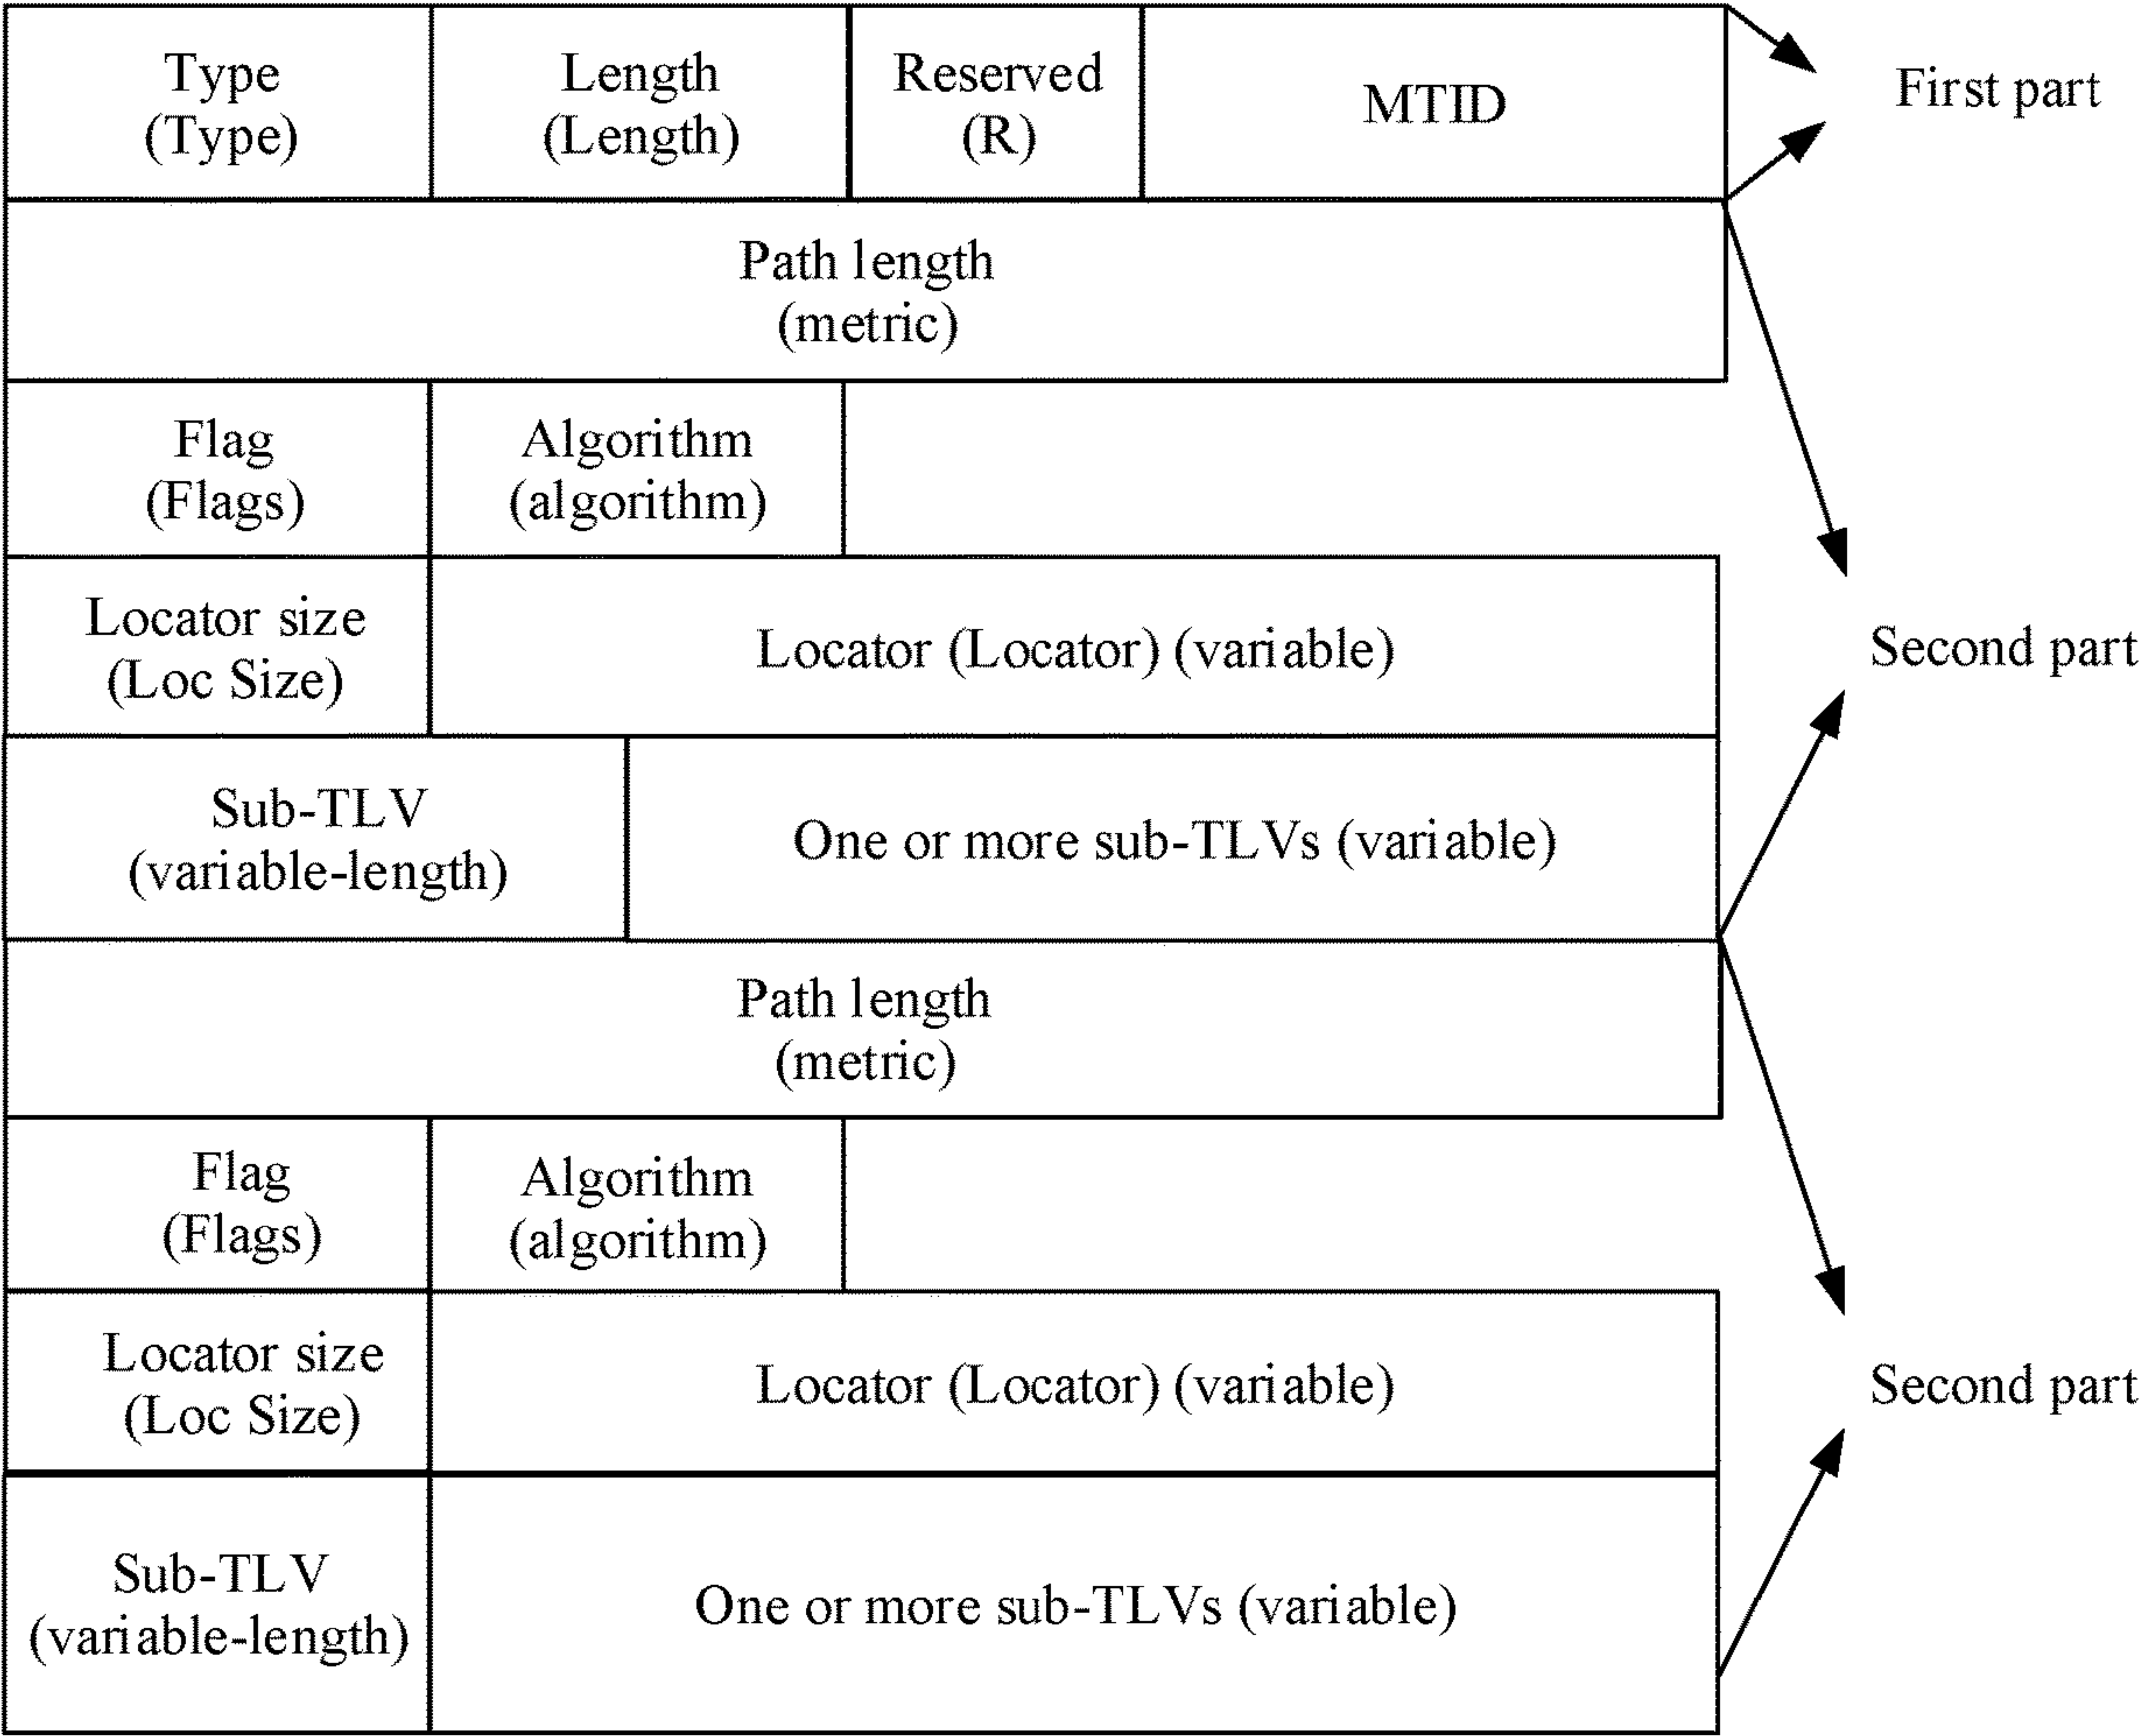 Type
(Type)
Length
(Length)
Reserved
(R)
MTID
First part
Path length
(metric)
Flag
(Flags)
Algorithm
(algorithm)
Locator size
(Loc Size)
Locator (Locator) (variable)
Second part
Sub-TLV
(variable-length)
One or more sub-TLVs (variable)
Path length
(metric)
Flag
(Flags)
Algorithm
(algorithm)
Locator size
(Loc Size)
Locator (Locator) (variable)
Second part
Sub-TLV
(variable-length)
One or more sub-TLVs (variable)